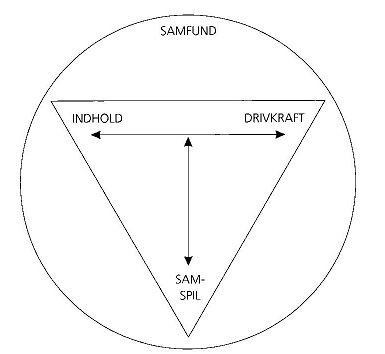 SAMFUND
INDHOLD
DRIVKRAFT
SAM-
SPIL